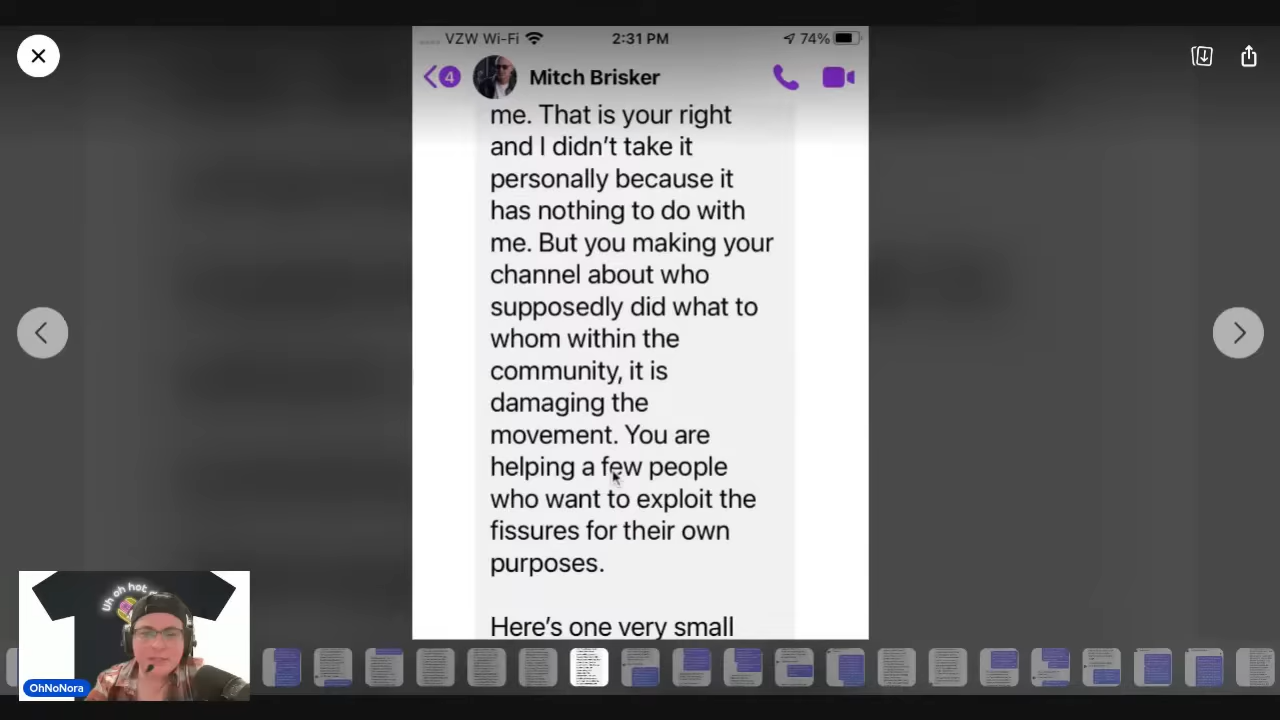 VZW Wi-Fi 2:31 PM 74%
4 Mitch Brisker
me. That is your right
and I didn’t take it
personally because it
has nothing to do with
me. But you making your
channel about who
supposedly did what to
whom within the
community, it is
damaging the
movement. You are
helping a few people
who want to exploit the
fissures for their own
purposes.
Here’s one very small
Uh oh hot
OhNoNora